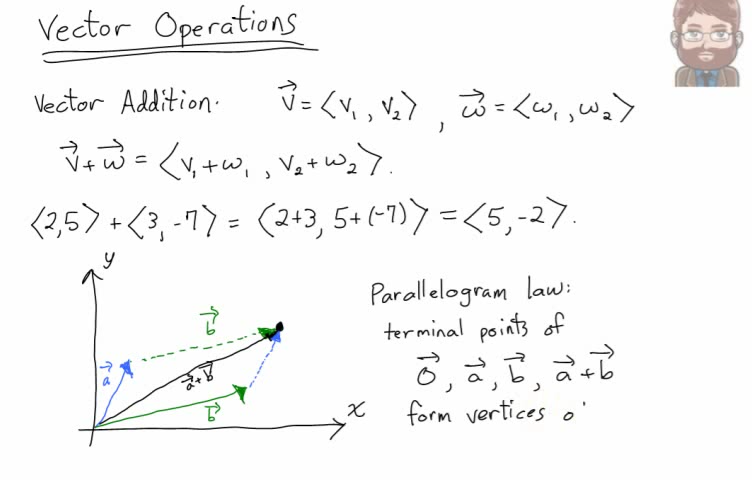 Vector Operations
Vector Addition. v⃗ = ⟨v₁, v₂⟩, w⃗ = ⟨w₁, w₂⟩
v⃗ + w⃗ = ⟨v₁ + w₁, v₂ + w₂⟩.
⟨2,5⟩ + ⟨3,-7⟩ = ⟨2+3, 5+(-7)⟩ = ⟨5,-2⟩.
y
b⃗
a⃗
a⃗+b⃗
b⃗
x
Parallelogram law:
terminal points of
0⃗, a⃗, b⃗, a⃗+b⃗
form vertices o